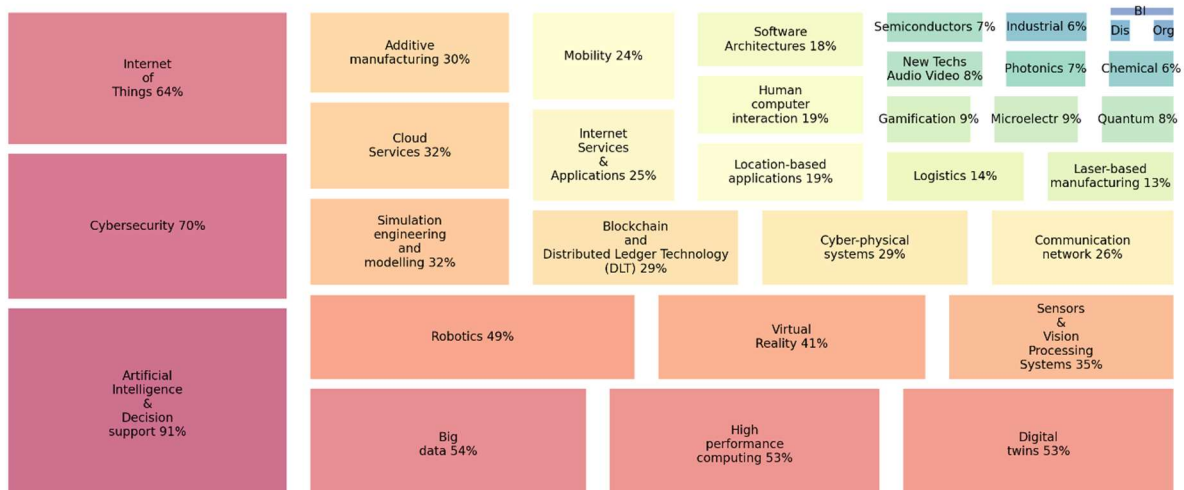 Internet
of
Things 64%
Cybersecurity 70%
Artificial
Intelligence
&
Decision
support 91%
Additive
manufacturing 30%
Cloud
Services 32%
Simulation
engineering
and
modelling 32%
Mobility 24%
Internet
Services
&
Applications 25%
Software
Architectures 18%
Human
computer
interaction 19%
Location-based
applications 19%
Semiconductors 7%
Industrial 6%
BI
Dis
Org
New Techs
Audio Video 8%
Photonics 7%
Chemical 6%
Gamification 9%
Microelectr 9%
Quantum 8%
Logistics 14%
Laser-based
manufacturing 13%
Blockchain
and
Distributed Ledger Technology
(DLT) 29%
Cyber-physical
systems 29%
Communication
network 26%
Robotics 49%
Virtual
Reality 41%
Sensors
&
Vision
Processing
Systems 35%
Big
data 54%
High
performance
computing 53%
Digital
twins 53%